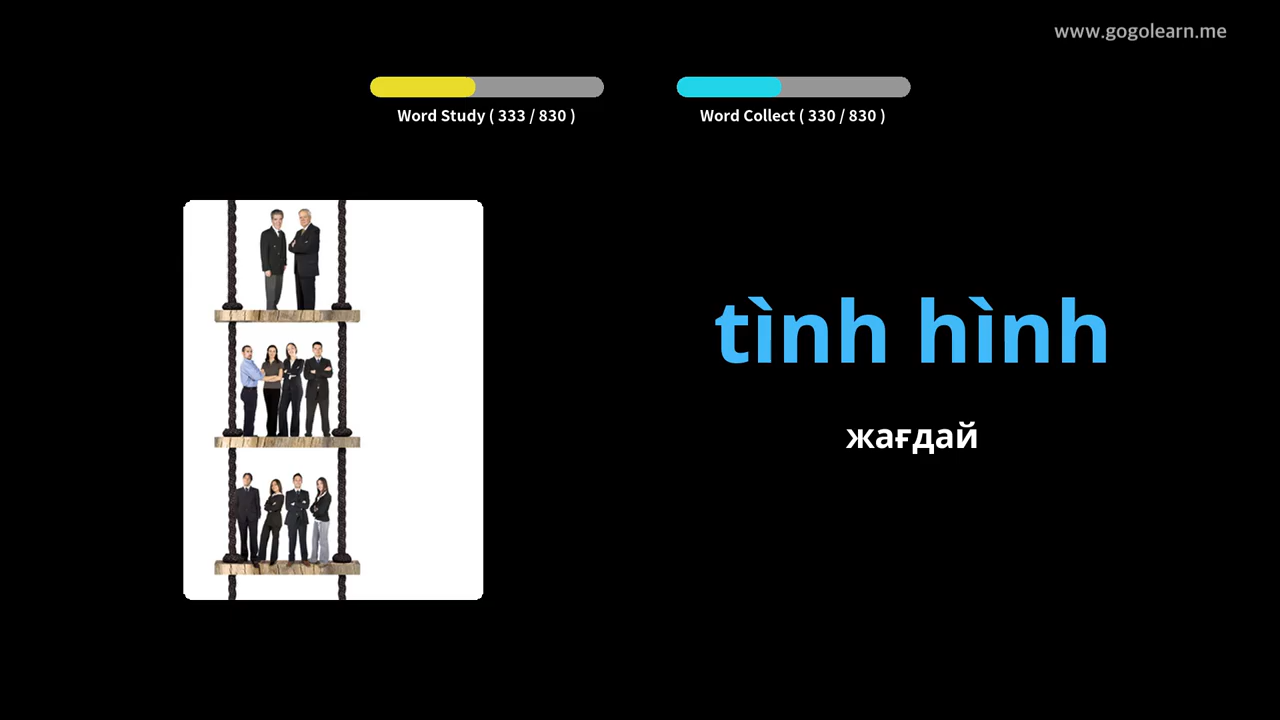 www.gogolearn.me
Word Study ( 333 / 830 )
Word Collect ( 330 / 830 )
tình hình
жағдай